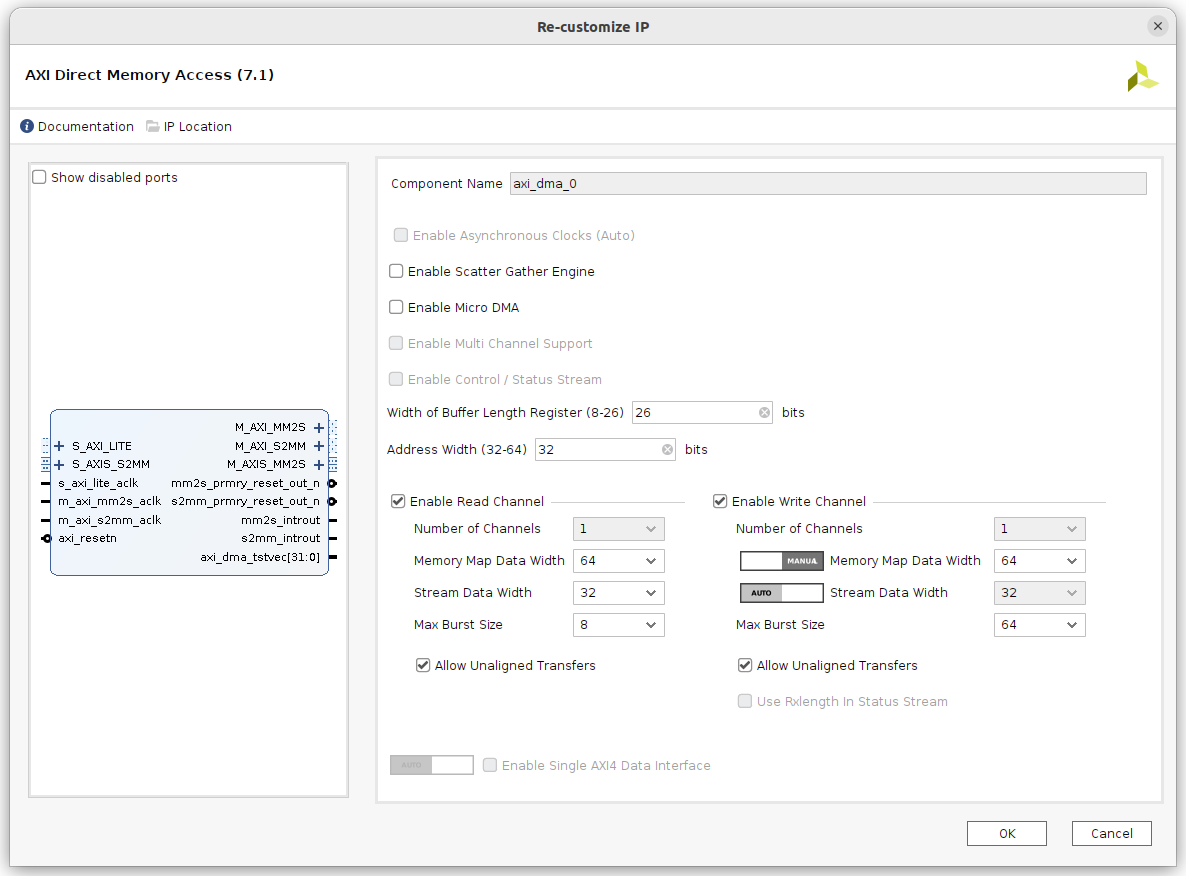 Re-customize IP
AXI Direct Memory Access (7.1)
Documentation IP Location
Show disabled ports
M_AXI_MM2S
S_AXI_LITE M_AXI_S2MM
S_AXIS_S2MM M_AXIS_MM2S
s_axi_lite_aclk mm2s_prmry_reset_out_n
m_axi_mm2s_aclk s2mm_prmry_reset_out_n
m_axi_s2mm_aclk mm2s_introut
axi_resetn s2mm_introut
axi_dma_tstvec[31:0]
Component Name axi_dma_0
Enable Asynchronous Clocks (Auto)
Enable Scatter Gather Engine
Enable Micro DMA
Enable Multi Channel Support
Enable Control / Status Stream
Width of Buffer Length Register (8-26) 26 bits
Address Width (32-64) 32 bits
Enable Read Channel
Number of Channels 1
Memory Map Data Width 64
Stream Data Width 32
Max Burst Size 8
Allow Unaligned Transfers
Enable Write Channel
Number of Channels 1
MANUAL Memory Map Data Width 64
AUTO Stream Data Width 32
Max Burst Size 64
Allow Unaligned Transfers
Use Rxlength In Status Stream
AUTO Enable Single AXI4 Data Interface
OK Cancel